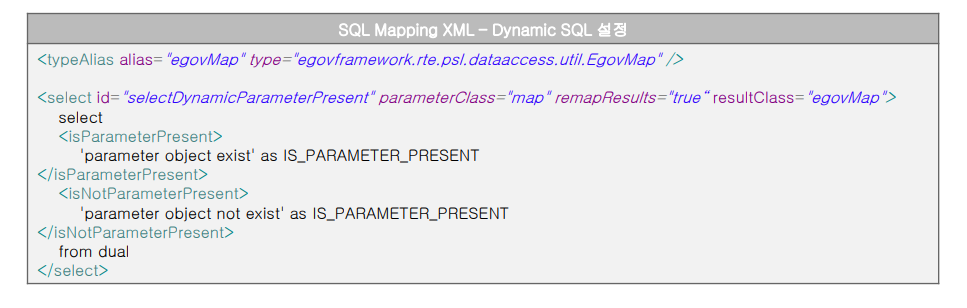 SQL Mapping XML – Dynamic SQL 설정
<typeAlias alias="egovMap" type="egovframework.rte.psl.dataaccess.util.EgovMap" />
<select id="selectDynamicParameterPresent" parameterClass="map" remapResults="true“ resultClass="egovMap">
select
<isParameterPresent>
'parameter object exist' as IS_PARAMETER_PRESENT
</isParameterPresent>
<isNotParameterPresent>
'parameter object not exist' as IS_PARAMETER_PRESENT
</isNotParameterPresent>
from dual
</select>